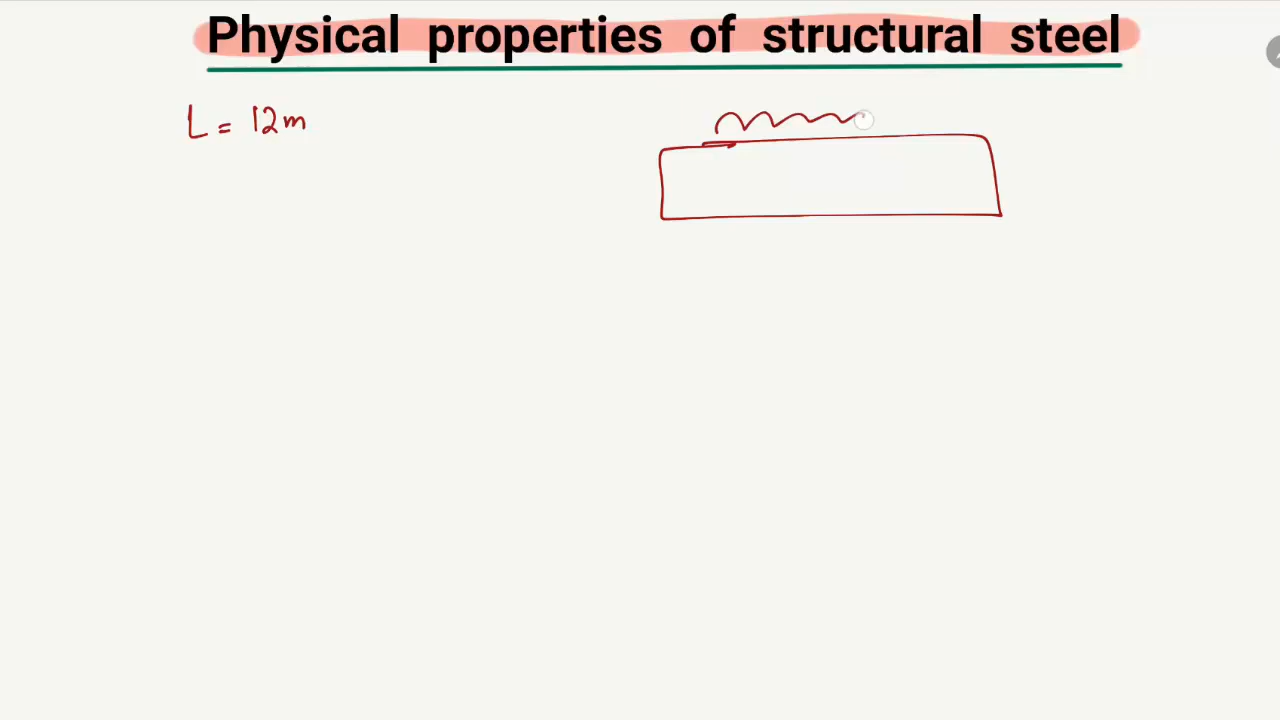 Physical properties of structural steel
L = 12m